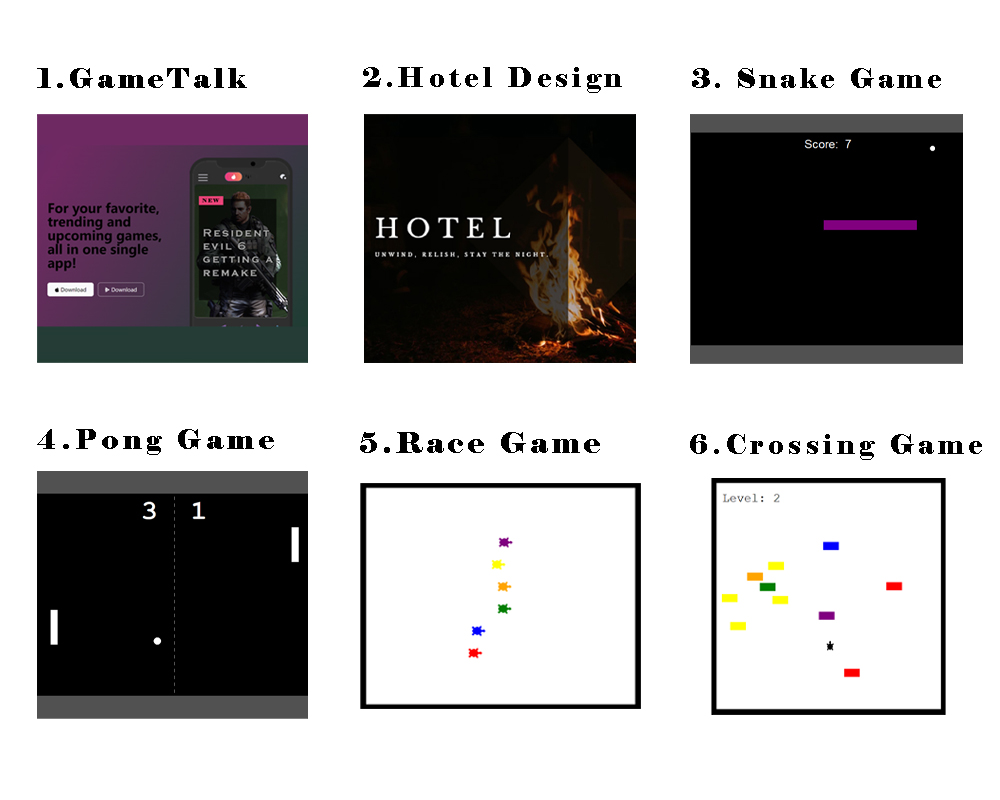 1.GameTalk
2.Hotel Design
3. Snake Game
For your favorite,
trending and
upcoming games,
all in one single
app!
Download
Download
NEW
RESIDENT
EVIL 6
GETTING A
REMAKE
HOTEL
UNWIND, RELISH, STAY THE NIGHT.
Score: 7
4.Pong Game
5.Race Game
6.Crossing Game
3 1
Level: 2